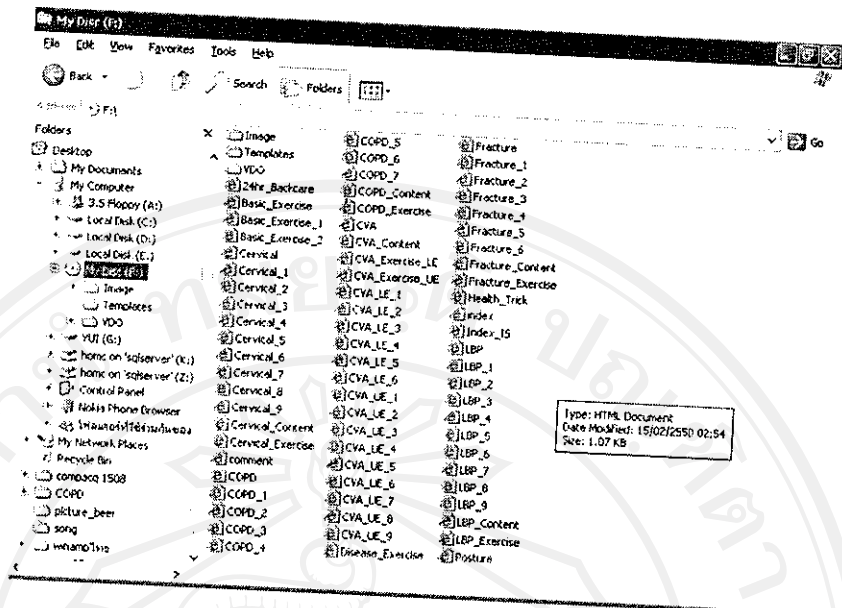 My Disc (F:)
File Edit View Favorites Tools Help
Back Search Folders
F:\
Go
Folders
Desktop
My Documents
My Computer
3.5 Floppy (A:)
Local Disk (C:)
Local Disk (D:)
Local Disk (E:)
My Disc (F:)
Image
Templates
VDO
YUI (G:)
home on 'sqlserver' (K:)
home on 'sqlserver' (Z:)
Control Panel
Nokia Phone Browser
My Network Places
Recycle Bin
compacq 1508
COPD
picture_beer
song
Image
Templates
VDO
24hr_Backcare
Basic_Exercise
Basic_Exercise_1
Basic_Exercise_2
Cervical
Cervical_1
Cervical_2
Cervical_3
Cervical_4
Cervical_5
Cervical_6
Cervical_7
Cervical_8
Cervical_9
Cervical_Content
Cervical_Exercise
comment
COPD
COPD_1
COPD_2
COPD_3
COPD_4
COPD_5
COPD_6
COPD_7
COPD_Content
COPD_Exercise
CVA
CVA_Content
CVA_Exercise_LE
CVA_Exercise_UE
CVA_LE_1
CVA_LE_2
CVA_LE_3
CVA_LE_4
CVA_LE_5
CVA_LE_6
CVA_UE_1
CVA_UE_2
CVA_UE_3
CVA_UE_4
CVA_UE_5
CVA_UE_6
CVA_UE_7
CVA_UE_8
CVA_UE_9
Disease_Exercise
Fracture
Fracture_1
Fracture_2
Fracture_3
Fracture_4
Fracture_5
Fracture_6
Fracture_Content
Fracture_Exercise
Health_Trick
index
Index_IS
LBP
LBP_1
LBP_2
LBP_3
LBP_4
LBP_5
LBP_6
LBP_7
LBP_8
LBP_9
LBP_Content
LBP_Exercise
Posture
Type: HTML Document
Date Modified: 15/02/2550 02:54
Size: 1.07 KB